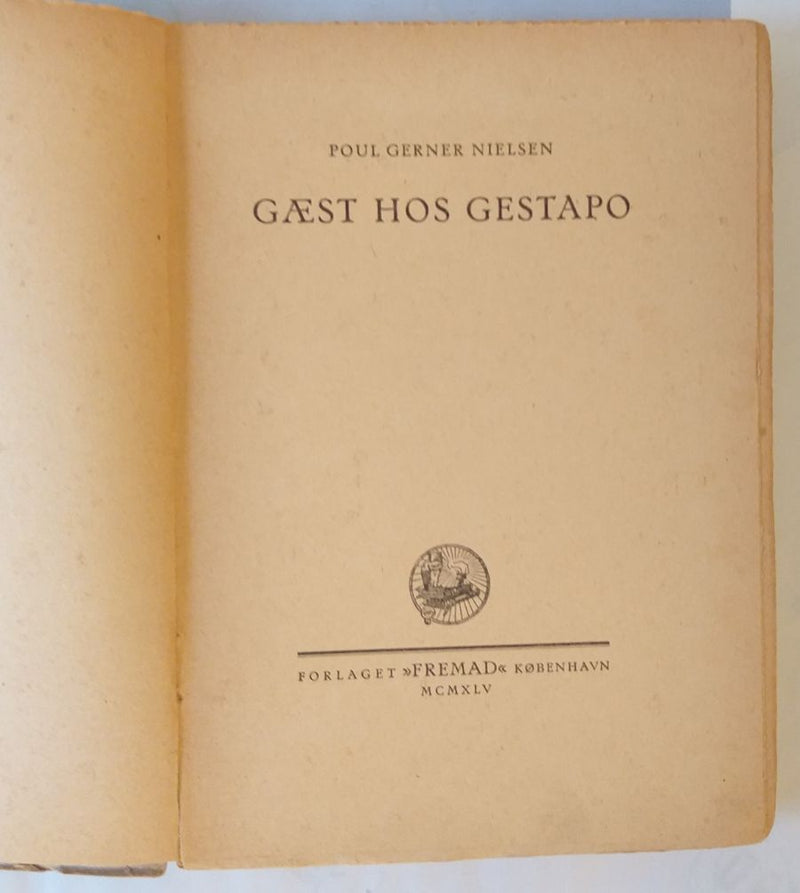 POUL GERNER NIELSEN
GÆST HOS GESTAPO
FORLAGET »FREMAD« KØBENHAVN
MCMXLV